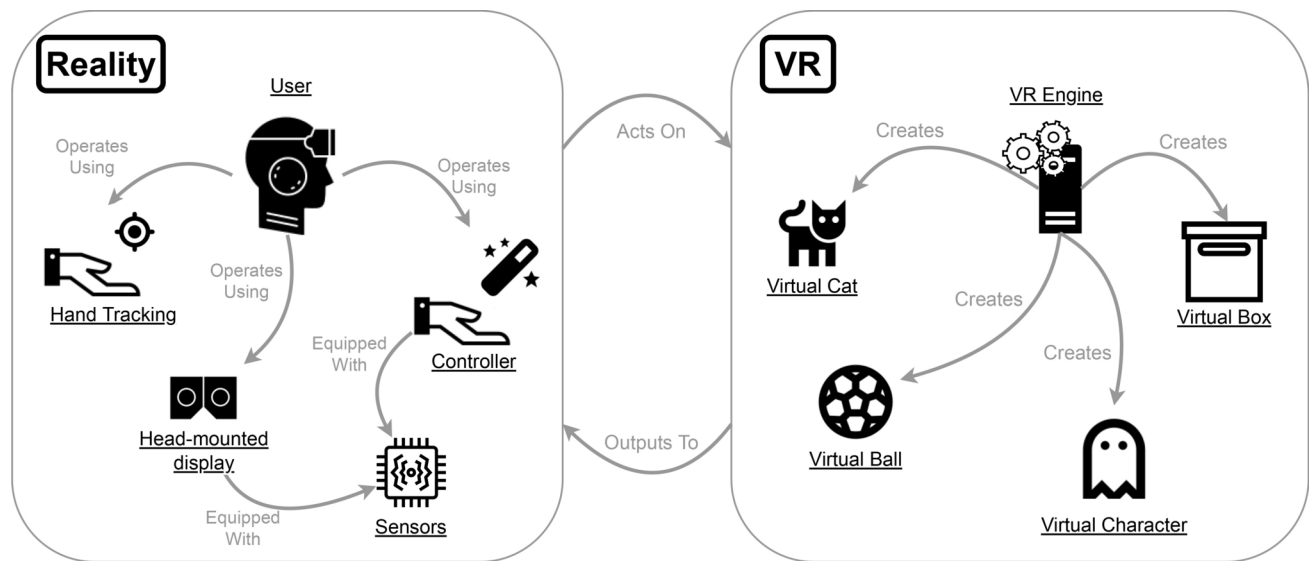 Reality
User
Operates
Using
Operates
Using
Operates
Using
Hand Tracking
Equipped
With
Controller
Head-mounted
display
Equipped
With
Sensors
Acts On
Outputs To
VR
VR Engine
Creates
Creates
Virtual Cat
Virtual Box
Creates
Creates
Virtual Ball
Virtual Character